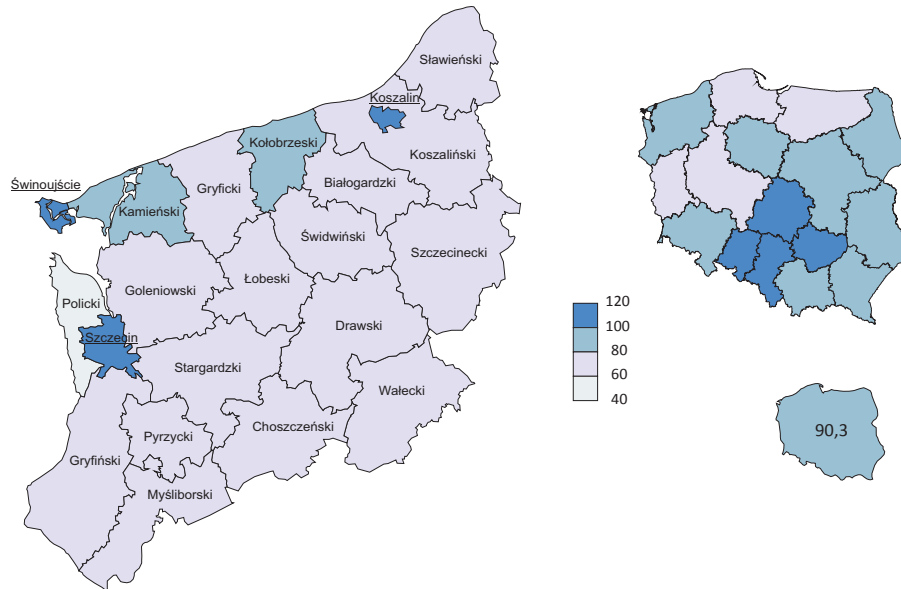 Sławieński
Koszalin
Kołobrzeski
Koszaliński
Białogardzki
Świnoujście
Gryficki
Kamieński
Świdwiński
Szczecinecki
Łobeski
Goleniowski
Policki
Drawski
Szczecin
Stargardzki
Wałecki
Choszczeński
Pyrzycki
Gryfiński
Myśliborski
120
100
80
60
40
90,3